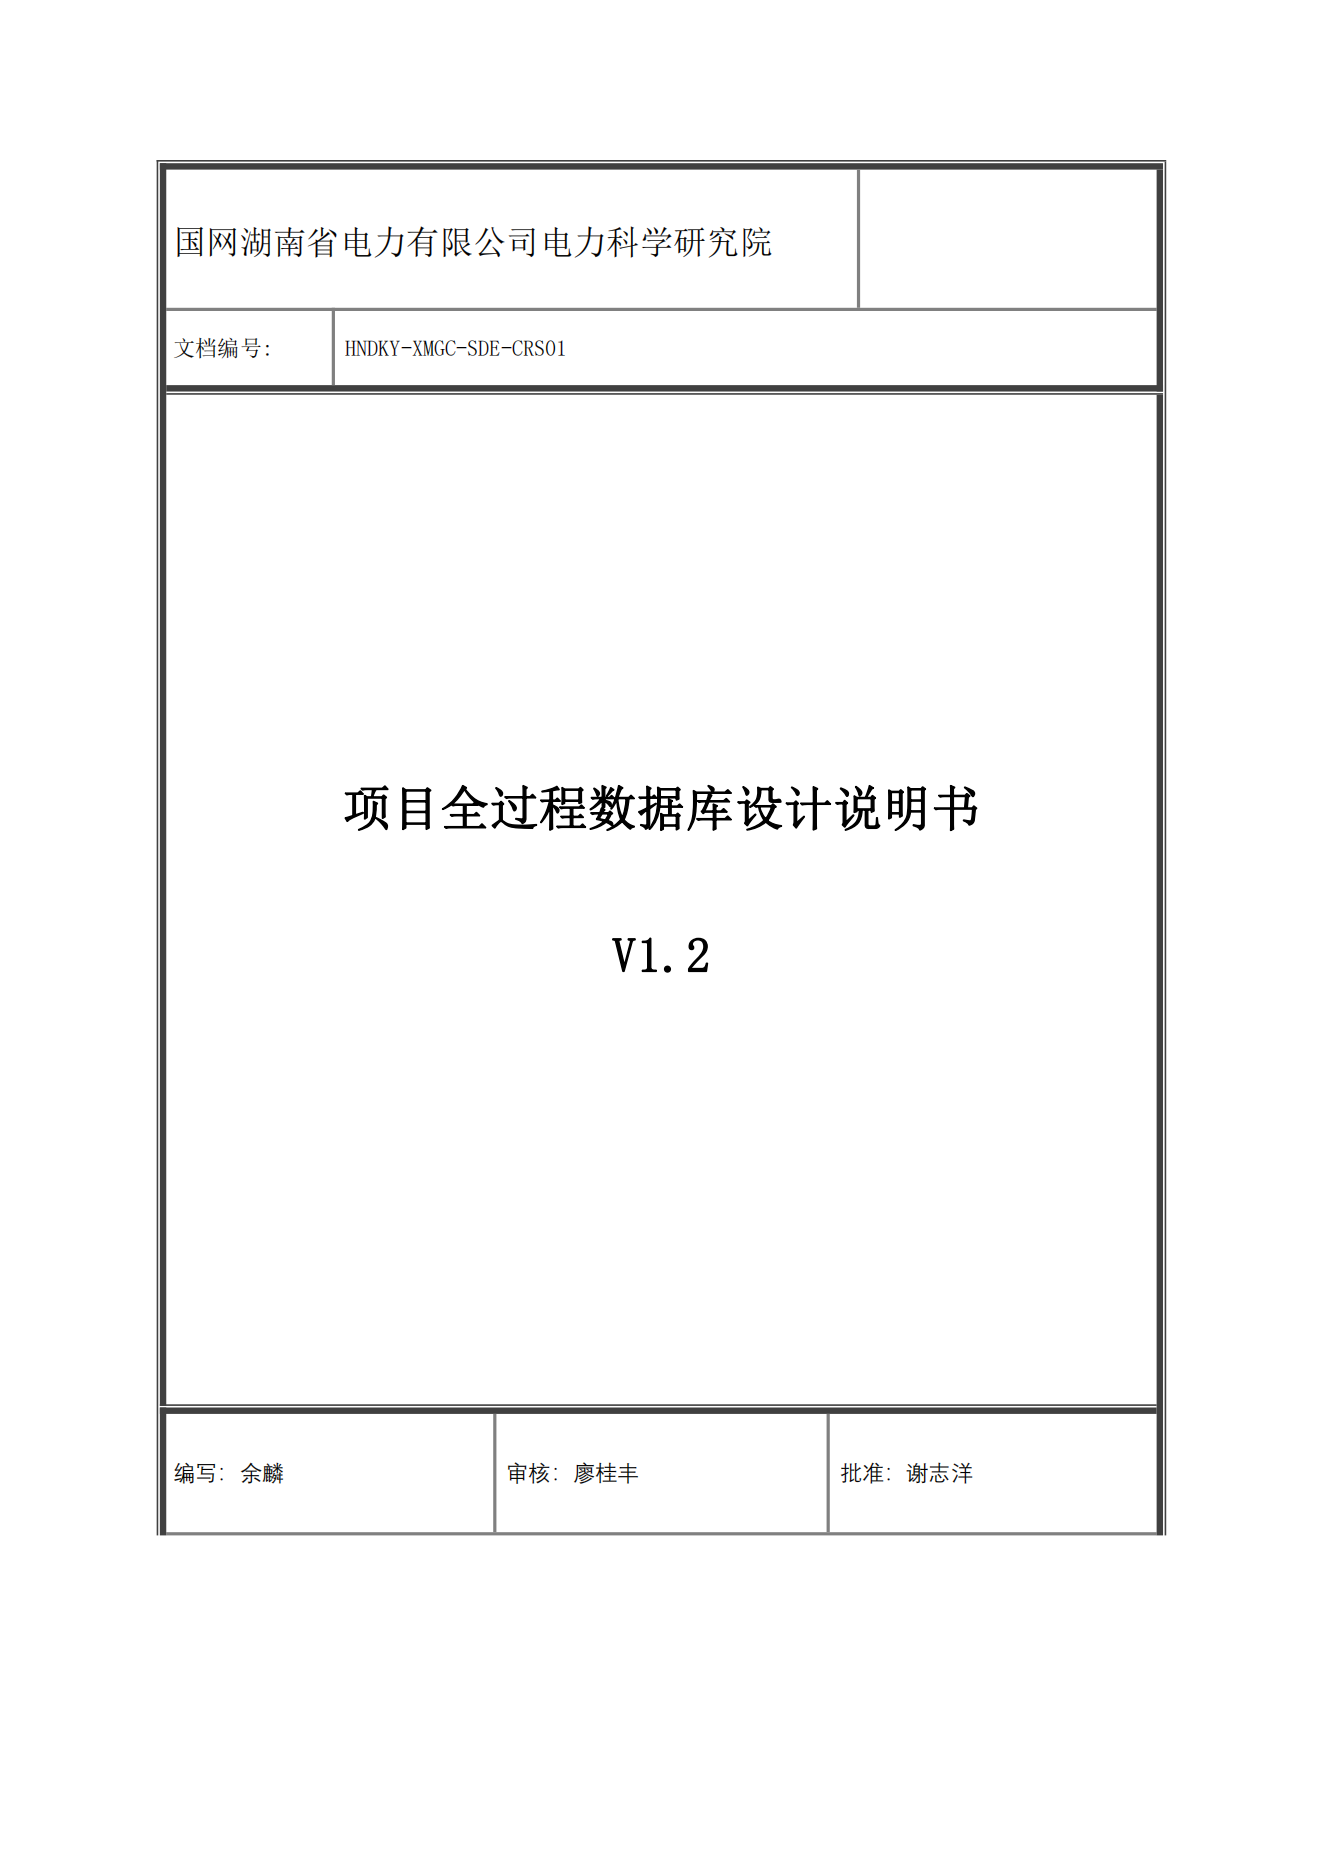 国网湖南省电力有限公司电力科学研究院
文档编号: HNDKY-XMGC-SDE-CRS01
项目全过程数据库设计说明书
V1.2
编写: 余麟 审核: 廖桂丰 批准: 谢志洋